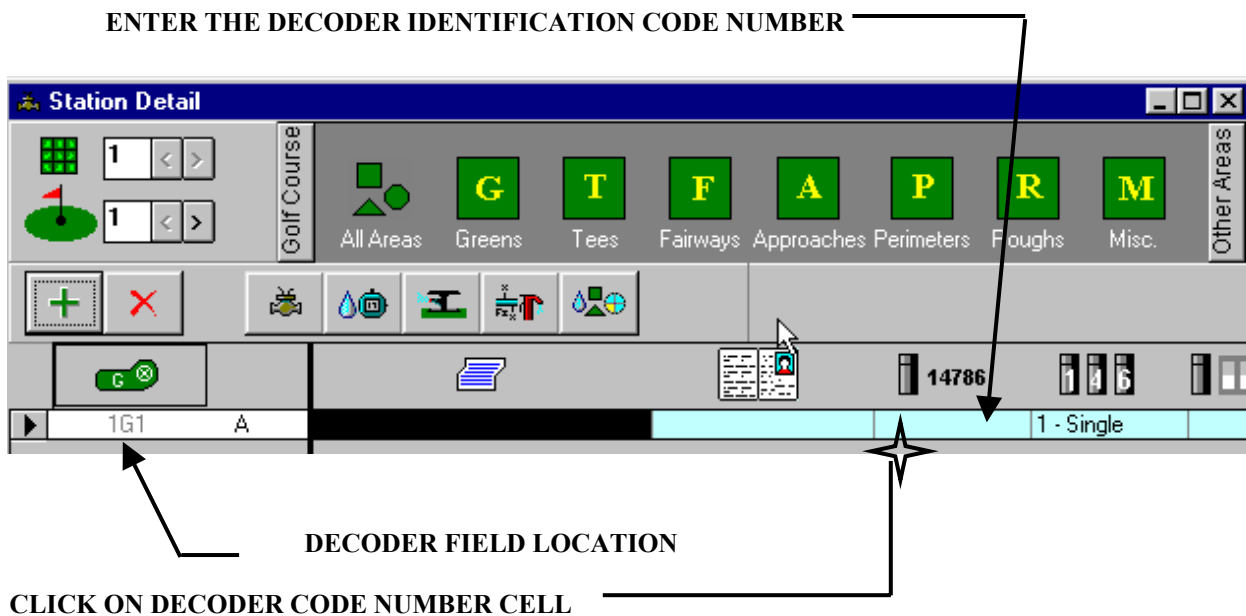 ENTER THE DECODER IDENTIFICATION CODE NUMBER
Station Detail
1 < >
1 < >
Golf Course
G T F A P R M
All Areas Greens Tees Fairways Approaches Perimeters Roughs Misc.
Other Areas
G
14786
1 4 6
1G1 A
1 - Single
DECODER FIELD LOCATION
CLICK ON DECODER CODE NUMBER CELL